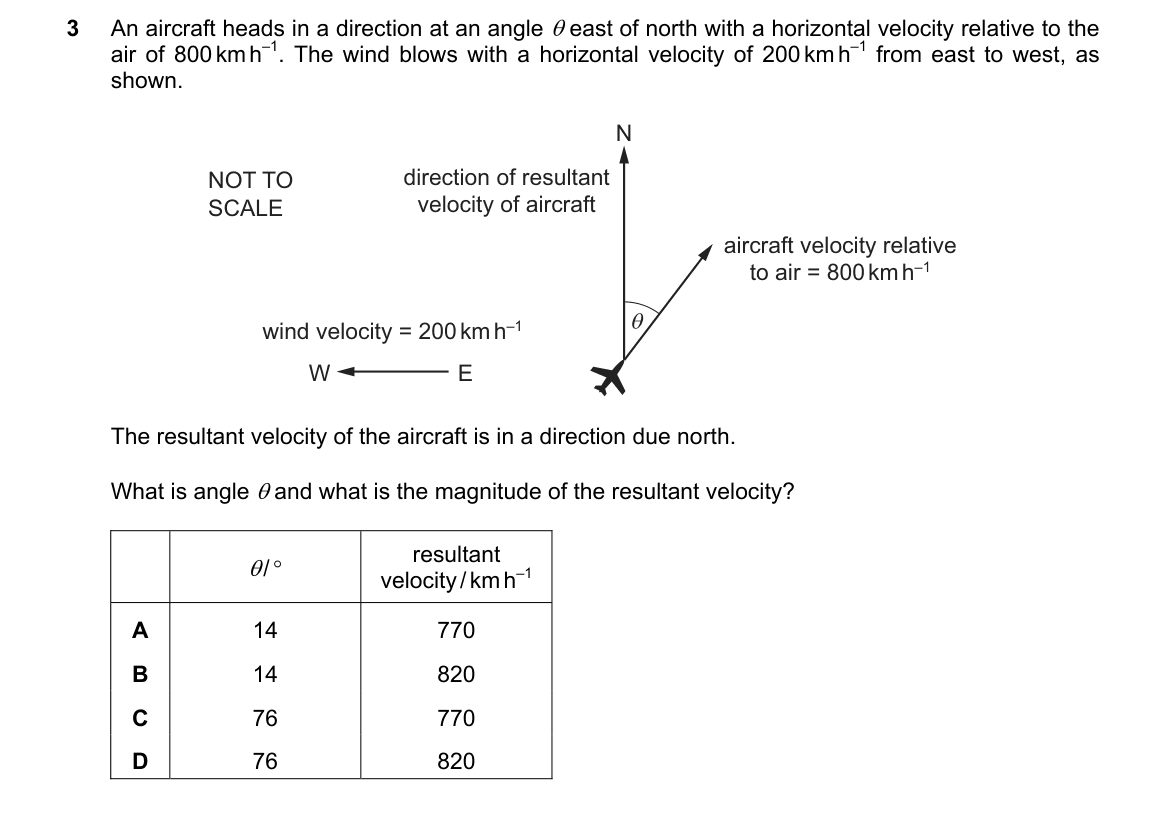 3 An aircraft heads in a direction at an angle θ east of north with a horizontal velocity relative to the
air of 800 km h⁻¹. The wind blows with a horizontal velocity of 200 km h⁻¹ from east to west, as
shown.
N
NOT TO
SCALE
direction of resultant
velocity of aircraft
aircraft velocity relative
to air = 800 km h⁻¹
θ
wind velocity = 200 km h⁻¹
W E
The resultant velocity of the aircraft is in a direction due north.
What is angle θ and what is the magnitude of the resultant velocity?
θ/° resultant
velocity / km h⁻¹
A 14 770
B 14 820
C 76 770
D 76 820